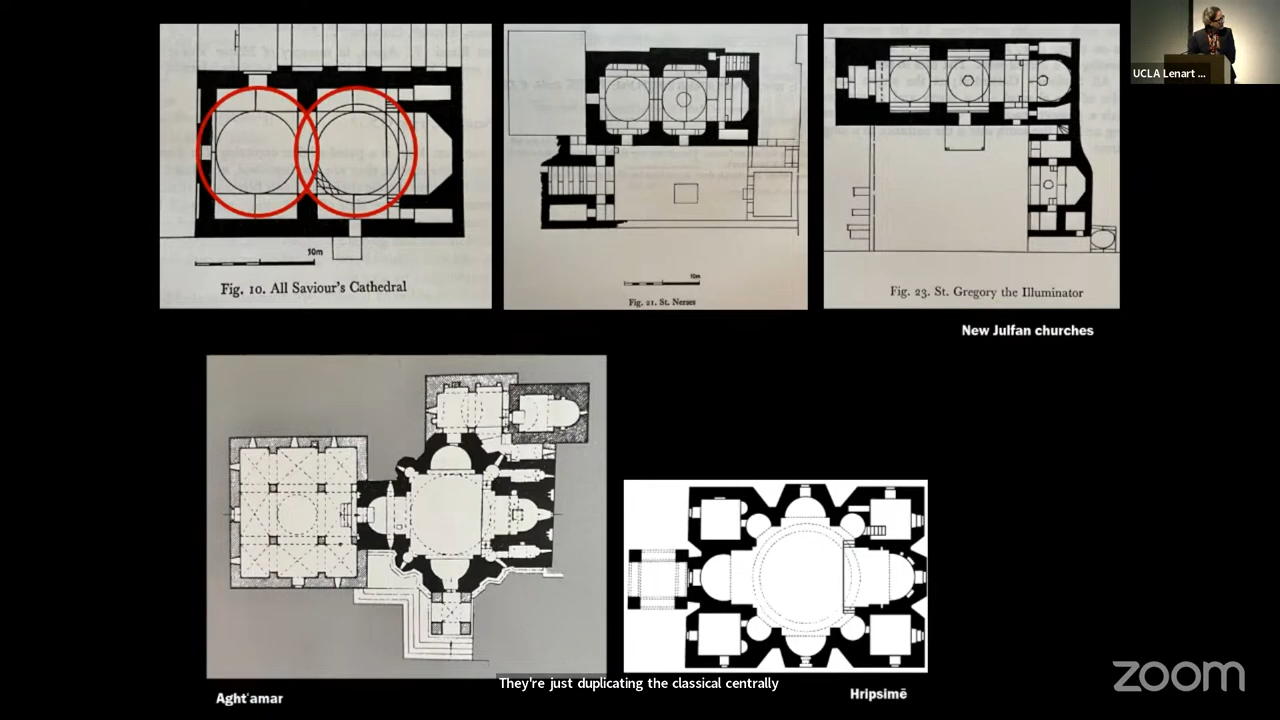 UCLA Lenart ...
10m
Fig. 10. All Saviour's Cathedral
10m
Fig. 21. St. Nerses
Fig. 23. St. Gregory the Illuminator
New Julfan churches
They're just duplicating the classical centrally
Aght'amar
Hripsimē
zoom